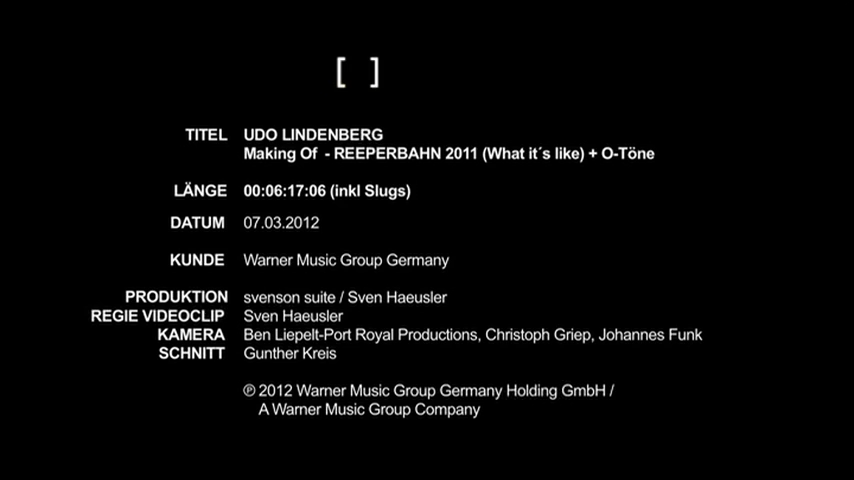 [ ]
TITEL UDO LINDENBERG
Making Of - REEPERBAHN 2011 (What it´s like) + O-Töne
LÄNGE 00:06:17:06 (inkl Slugs)
DATUM 07.03.2012
KUNDE Warner Music Group Germany
PRODUKTION svenson suite / Sven Haeusler
REGIE VIDEOCLIP Sven Haeusler
KAMERA Ben Liepelt-Port Royal Productions, Christoph Griep, Johannes Funk
SCHNITT Gunther Kreis
℗ 2012 Warner Music Group Germany Holding GmbH /
A Warner Music Group Company